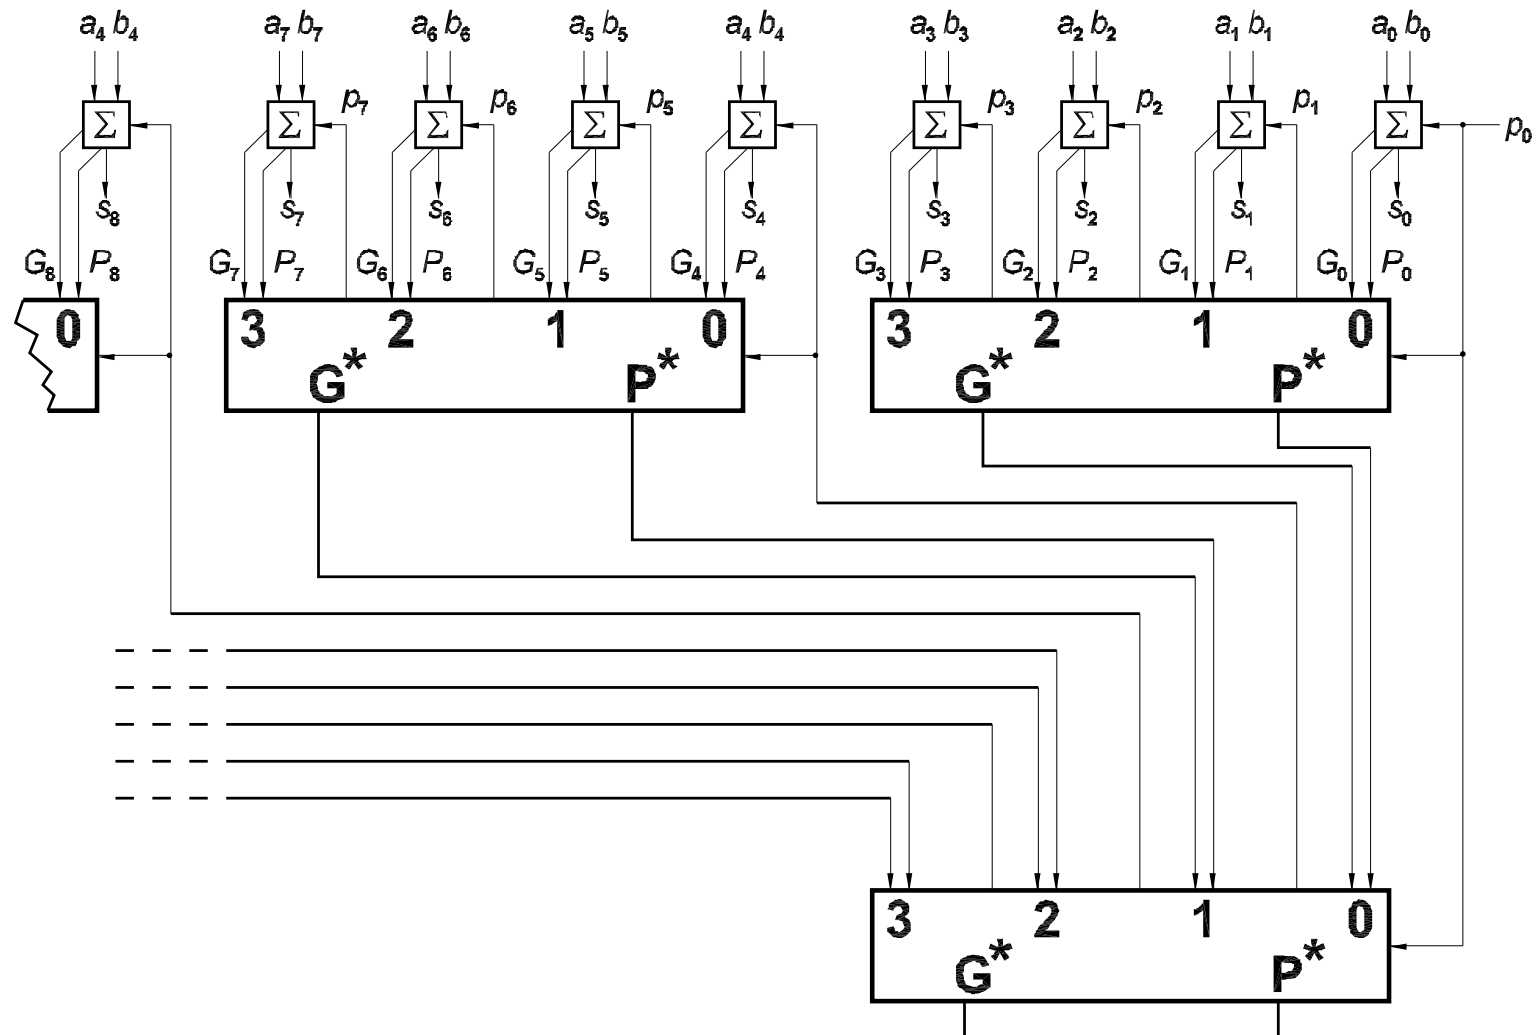 a4 b4 a7 b7 a6 b6 a5 b5 a4 b4 a3 b3 a2 b2 a1 b1 a0 b0
Σ Σ p7 Σ p6 Σ p5 Σ Σ p3 Σ p2 Σ p1 Σ p0
s8 s7 s6 s5 s4 s3 s2 s1 s0
G8 P8 G7 P7 G6 P6 G5 P5 G4 P4 G3 P3 G2 P2 G1 P1 G0 P0
0 3 2 1 0 3 2 1 0
G* P* G* P*
3 2 1 0
G* P*